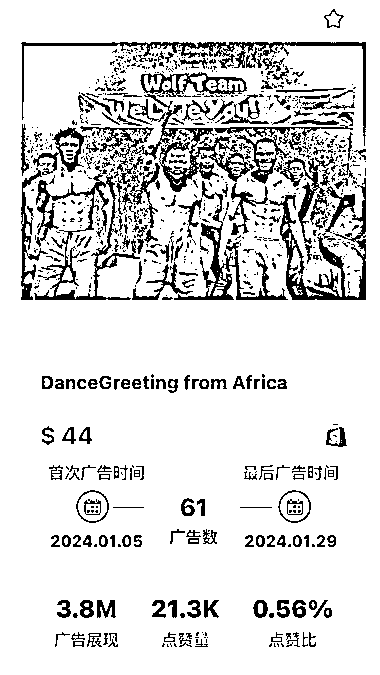 Wolf Team
We Love You!
DanceGreeting from Africa
$ 44
首次广告时间
最后广告时间
61
2024.01.05
广告数
2024.01.29
3.8M
21.3K
0.56%
广告展现
点赞量
点赞比